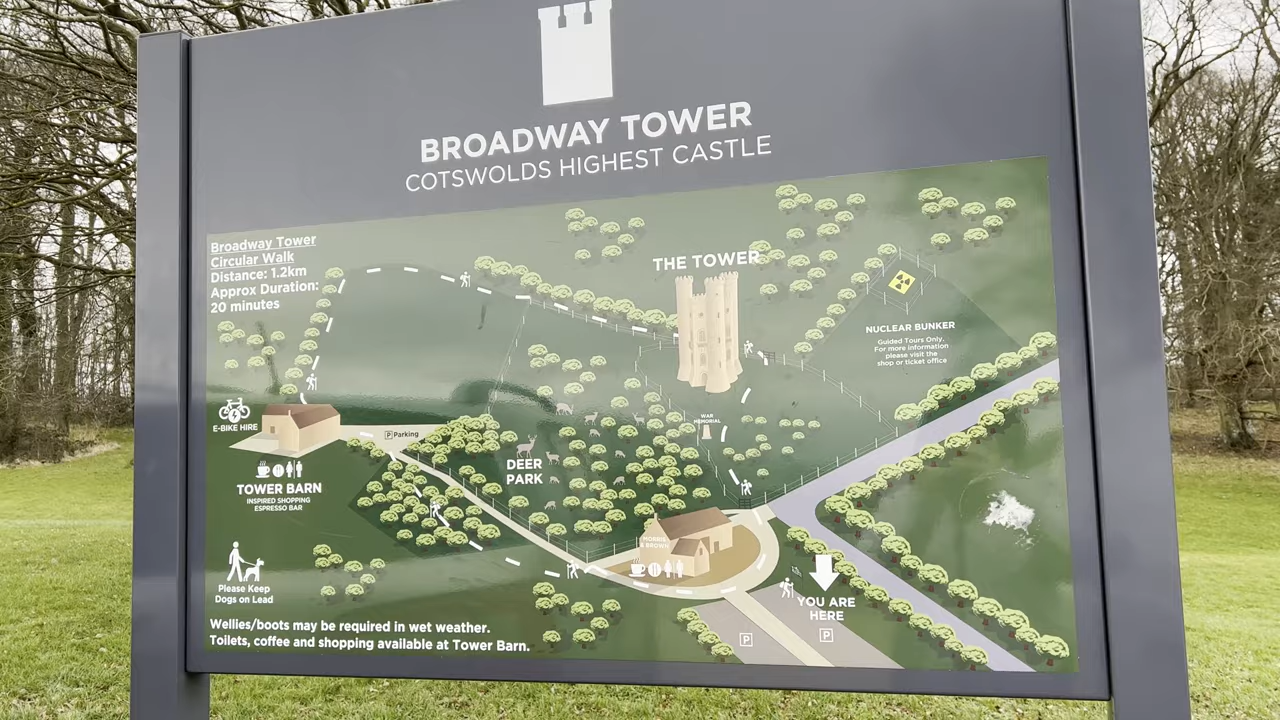 BROADWAY TOWER
COTSWOLDS HIGHEST CASTLE
Broadway Tower
Circular Walk
Distance: 1.2km
Approx Duration:
20 minutes
THE TOWER
NUCLEAR BUNKER
Guided Tours Only.
For more information
please visit the
shop or ticket office
E-BIKE HIRE
P Parking
WAR
MEMORIAL
DEER
PARK
TOWER BARN
INSPIRED SHOPPING
ESPRESSO BAR
MORRIS
& BROWN
Please Keep
Dogs on Lead
YOU ARE
HERE
P
P
Wellies/boots may be required in wet weather.
Toilets, coffee and shopping available at Tower Barn.